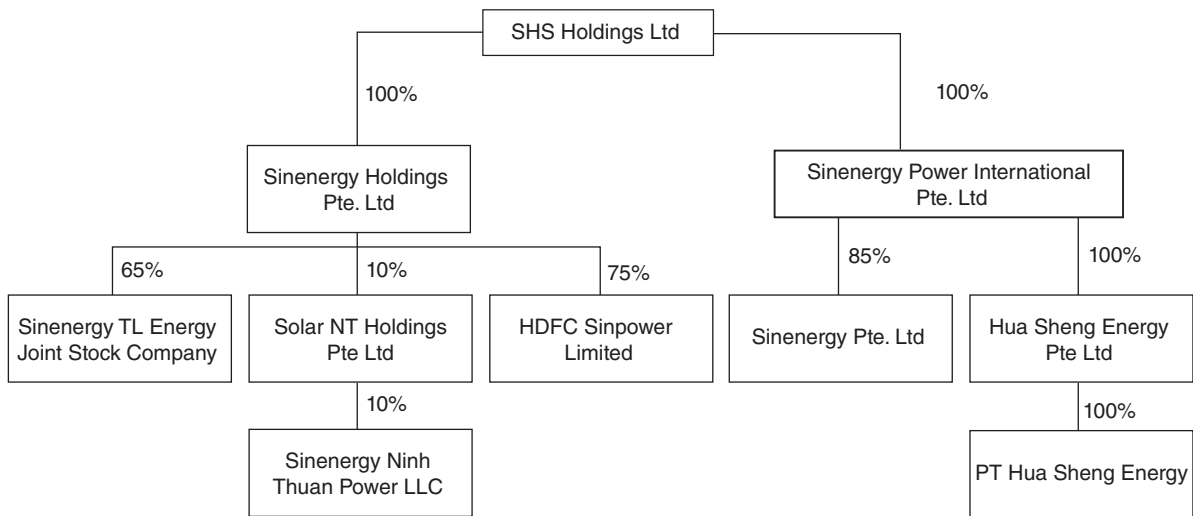 SHS Holdings Ltd
100%
100%
Sinenergy Holdings
Pte. Ltd
Sinenergy Power International
Pte. Ltd
65%
10%
75%
85%
100%
Sinenergy TL Energy
Joint Stock Company
Solar NT Holdings
Pte Ltd
HDFC Sinpower
Limited
Sinenergy Pte. Ltd
Hua Sheng Energy
Pte Ltd
10%
100%
Sinenergy Ninh
Thuan Power LLC
PT Hua Sheng Energy